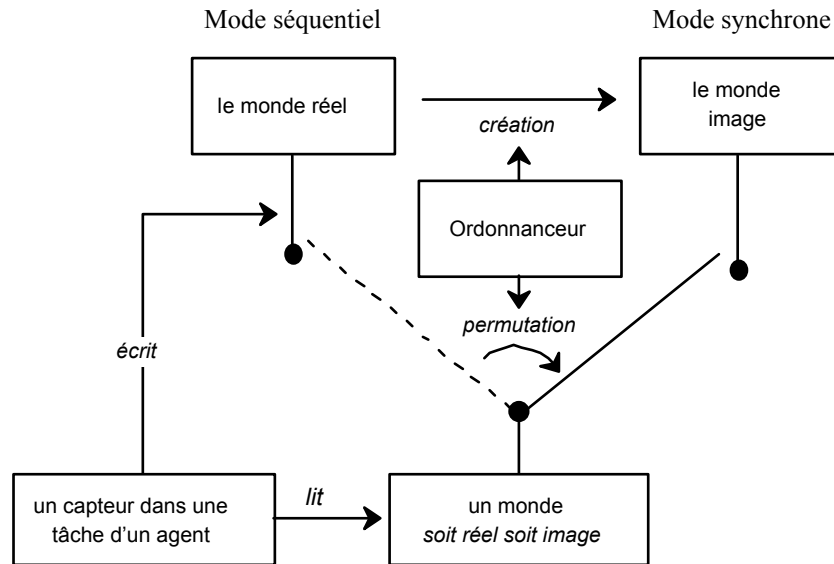 Mode séquentiel
Mode synchrone
le monde réel
création
le monde
image
Ordonnanceur
permutation
écrit
un capteur dans une
tâche d'un agent
lit
un monde
soit réel soit image